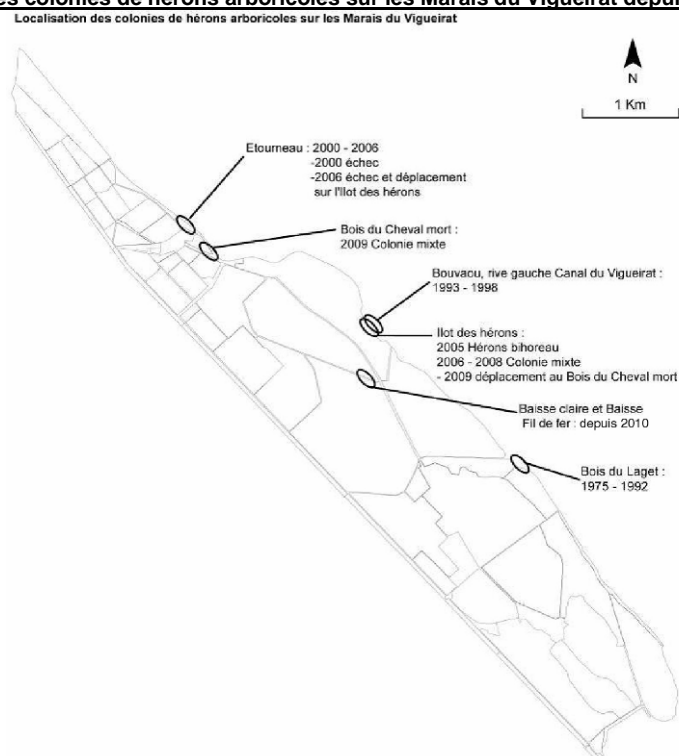 es colonies de hérons arboricoles sur les Marais du Vigueirat depui
Localisation des colonies de hérons arboricoles sur les Marais du Vigueirat
N
1 Km
Etourneau : 2000 - 2006
-2000 échec
-2006 échec et déplacement
sur l'Ilot des hérons
Bois du Cheval mort :
2009 Colonie mixte
Bouvaou, rive gauche Canal du Vigueirat :
1993 - 1998
Ilot des hérons :
2005 Hérons bihoreau
2006 - 2008 Colonie mixte
- 2009 déplacement au Bois du Cheval mort
Baisse claire et Baisse
Fil de fer : depuis 2010
Bois du Laget :
1975 - 1992